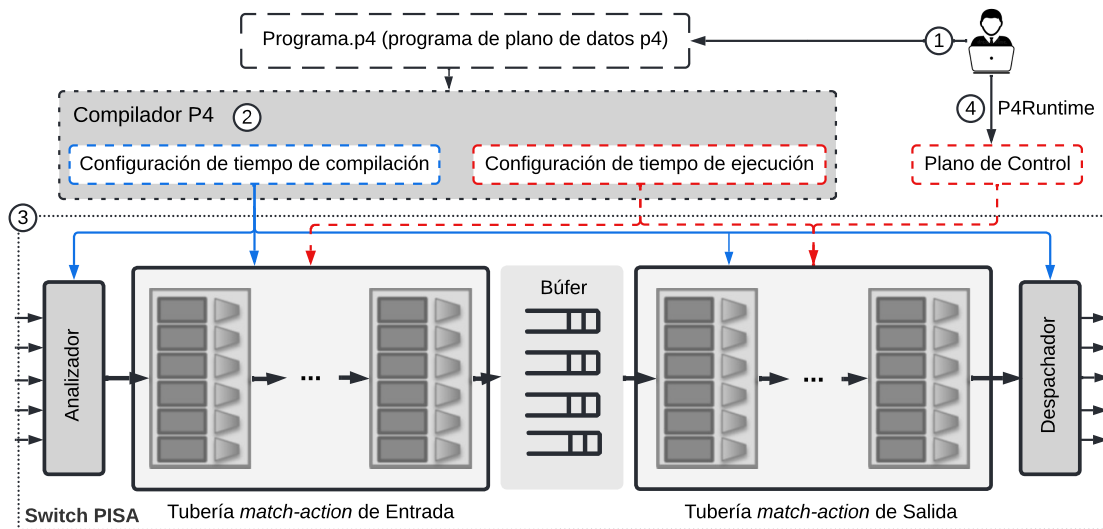 Programa.p4 (programa de plano de datos p4)
1
Compilador P4
2
4
P4Runtime
Configuración de tiempo de compilación
Configuración de tiempo de ejecución
Plano de Control
3
Analizador
...
Búfer
...
Despachador
Switch PISA
Tubería match-action de Entrada
Tubería match-action de Salida